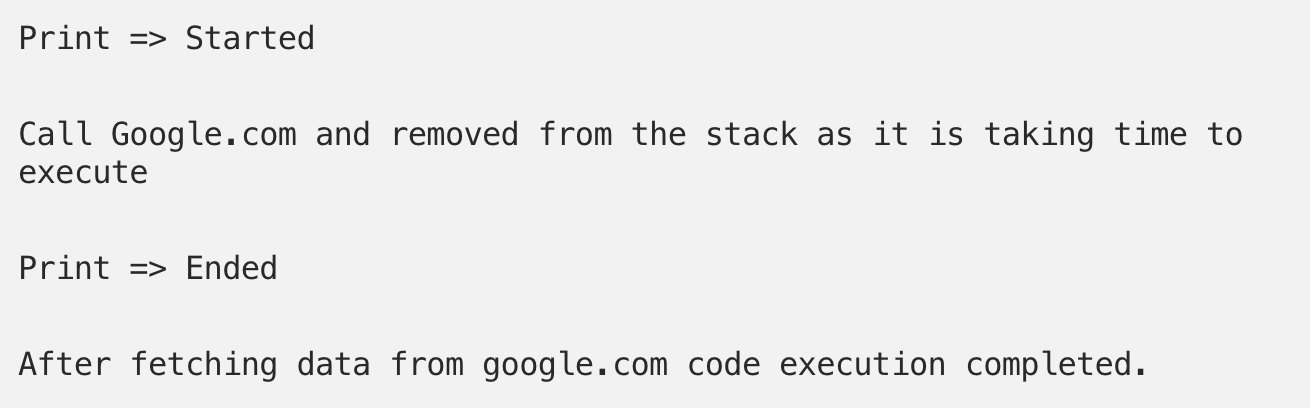 Print => Started
Call Google.com and removed from the stack as it is taking time to
execute
Print => Ended
After fetching data from google.com code execution completed.